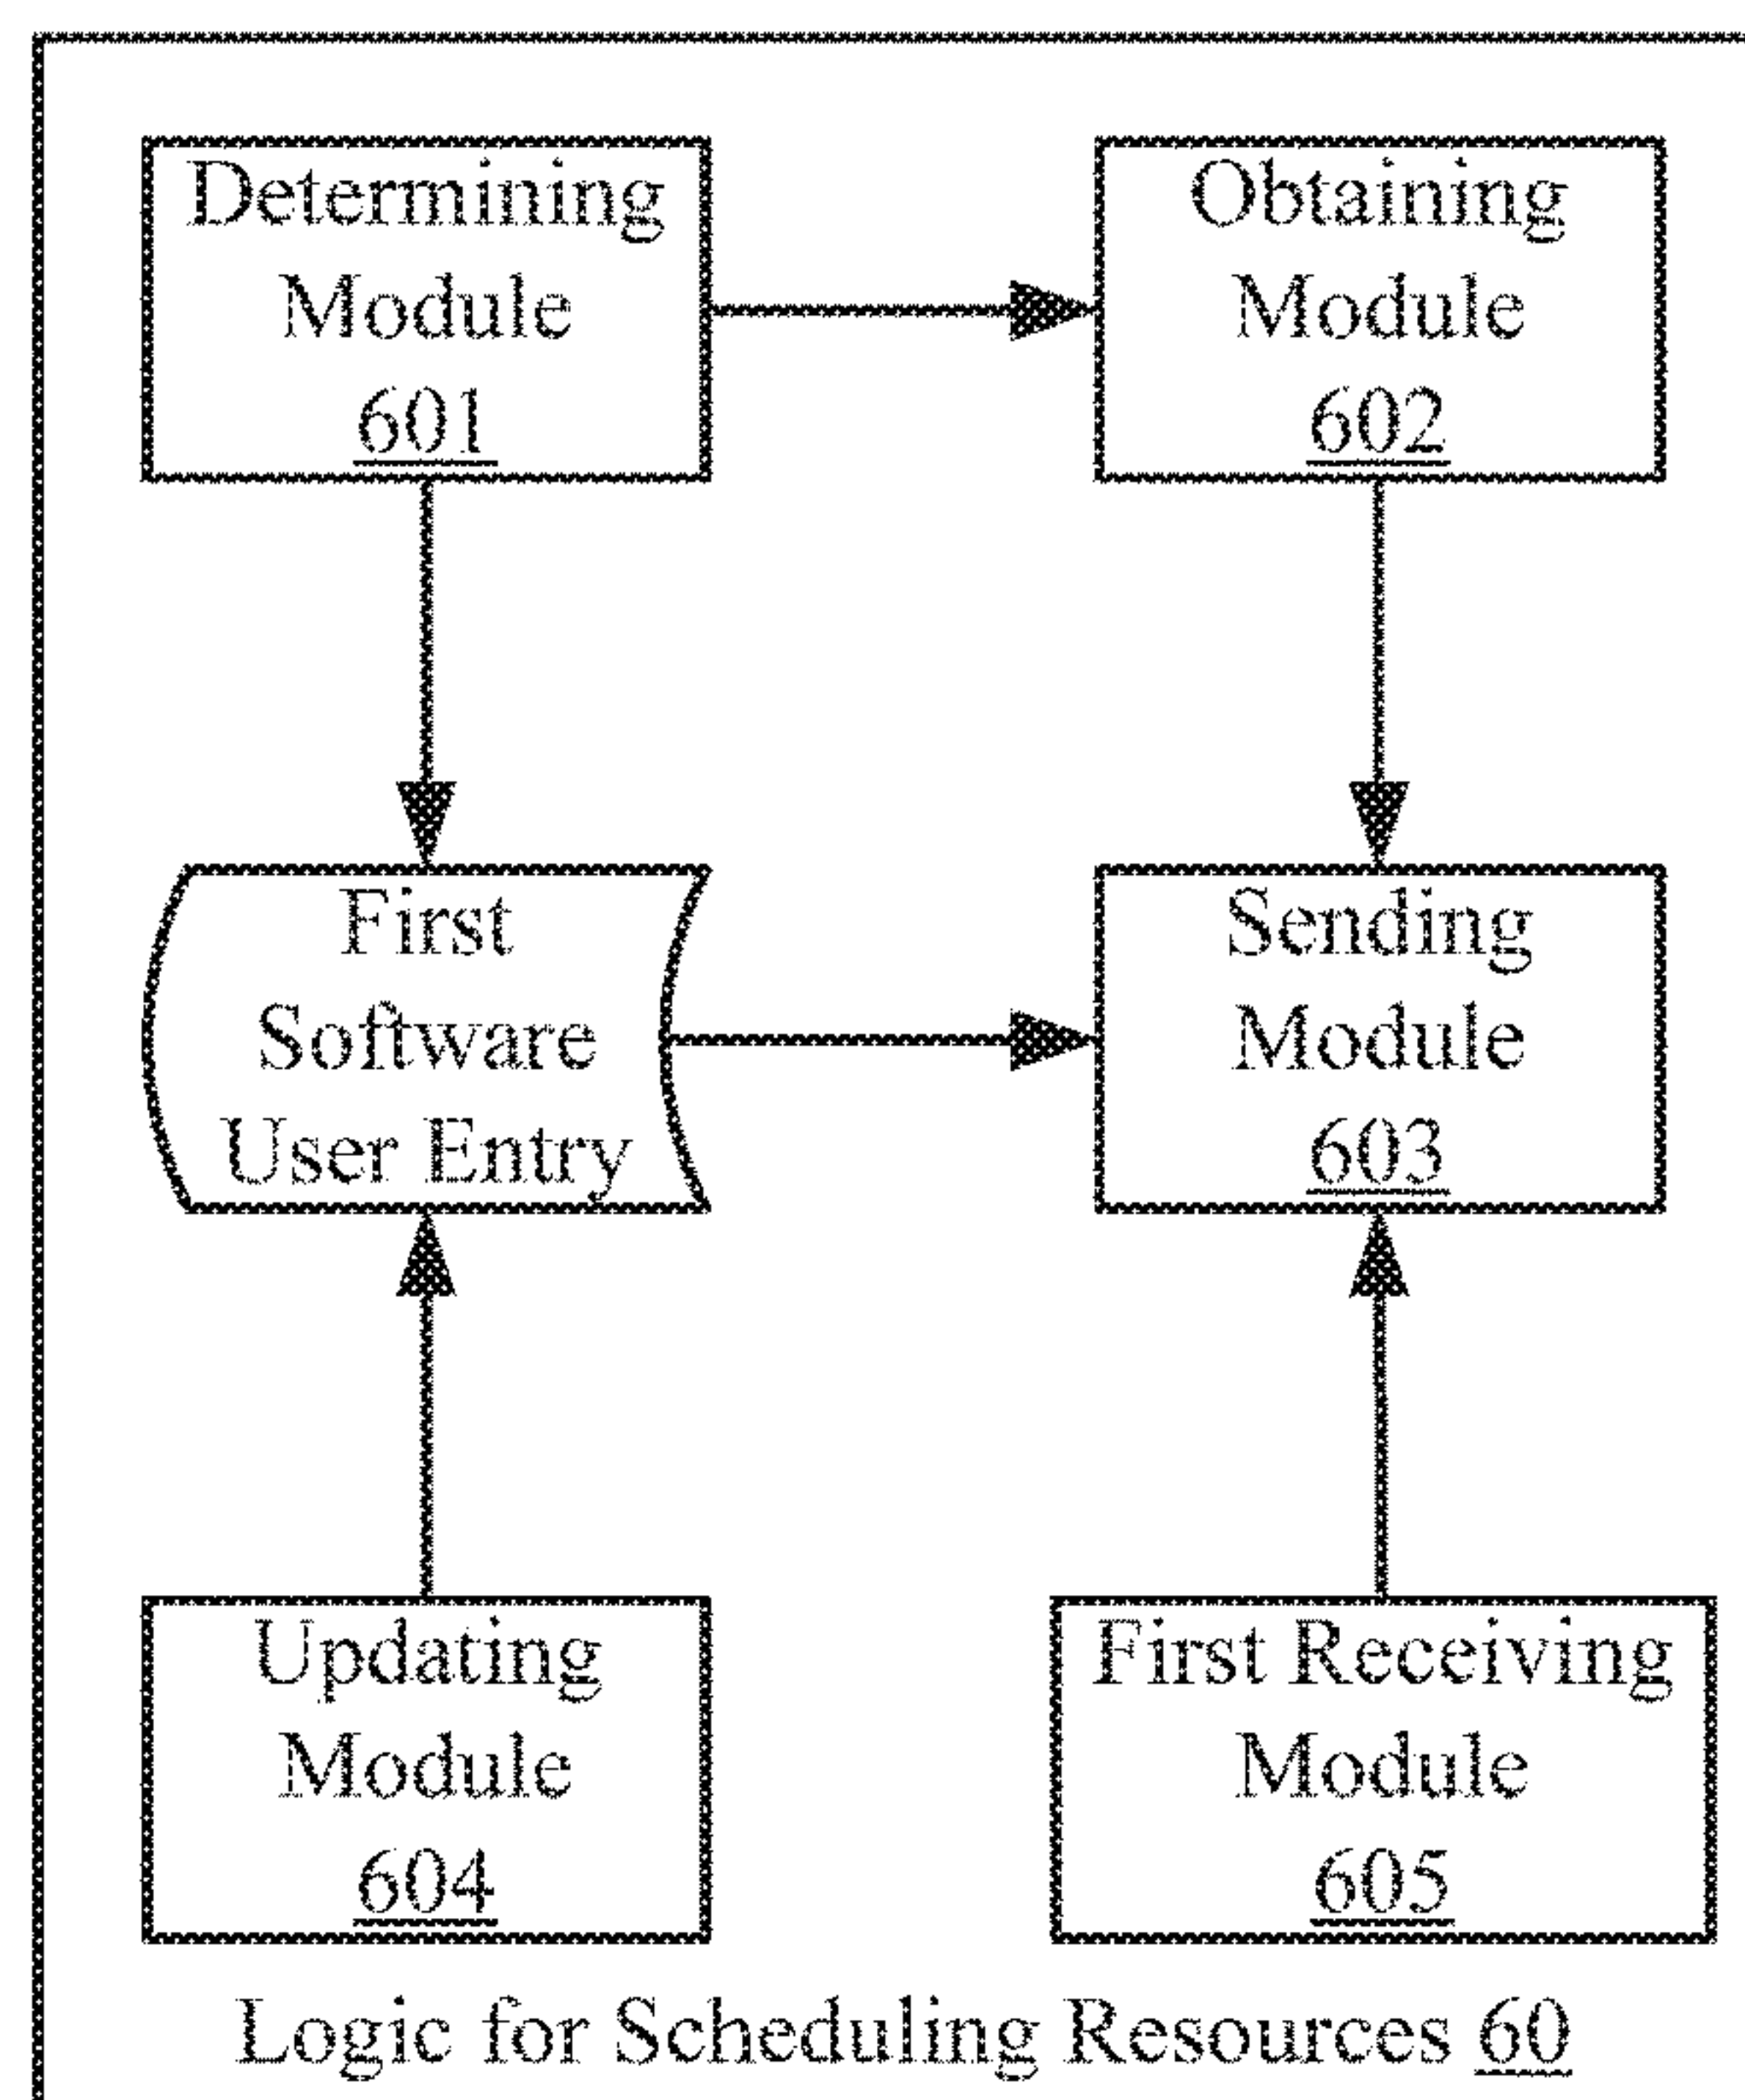 Determining
Module
601
Obtaining
Module
602
First
Software
User Entry
Sending
Module
603
Updating
Module
604
First Receiving
Module
605
Logic for Scheduling Resources 60